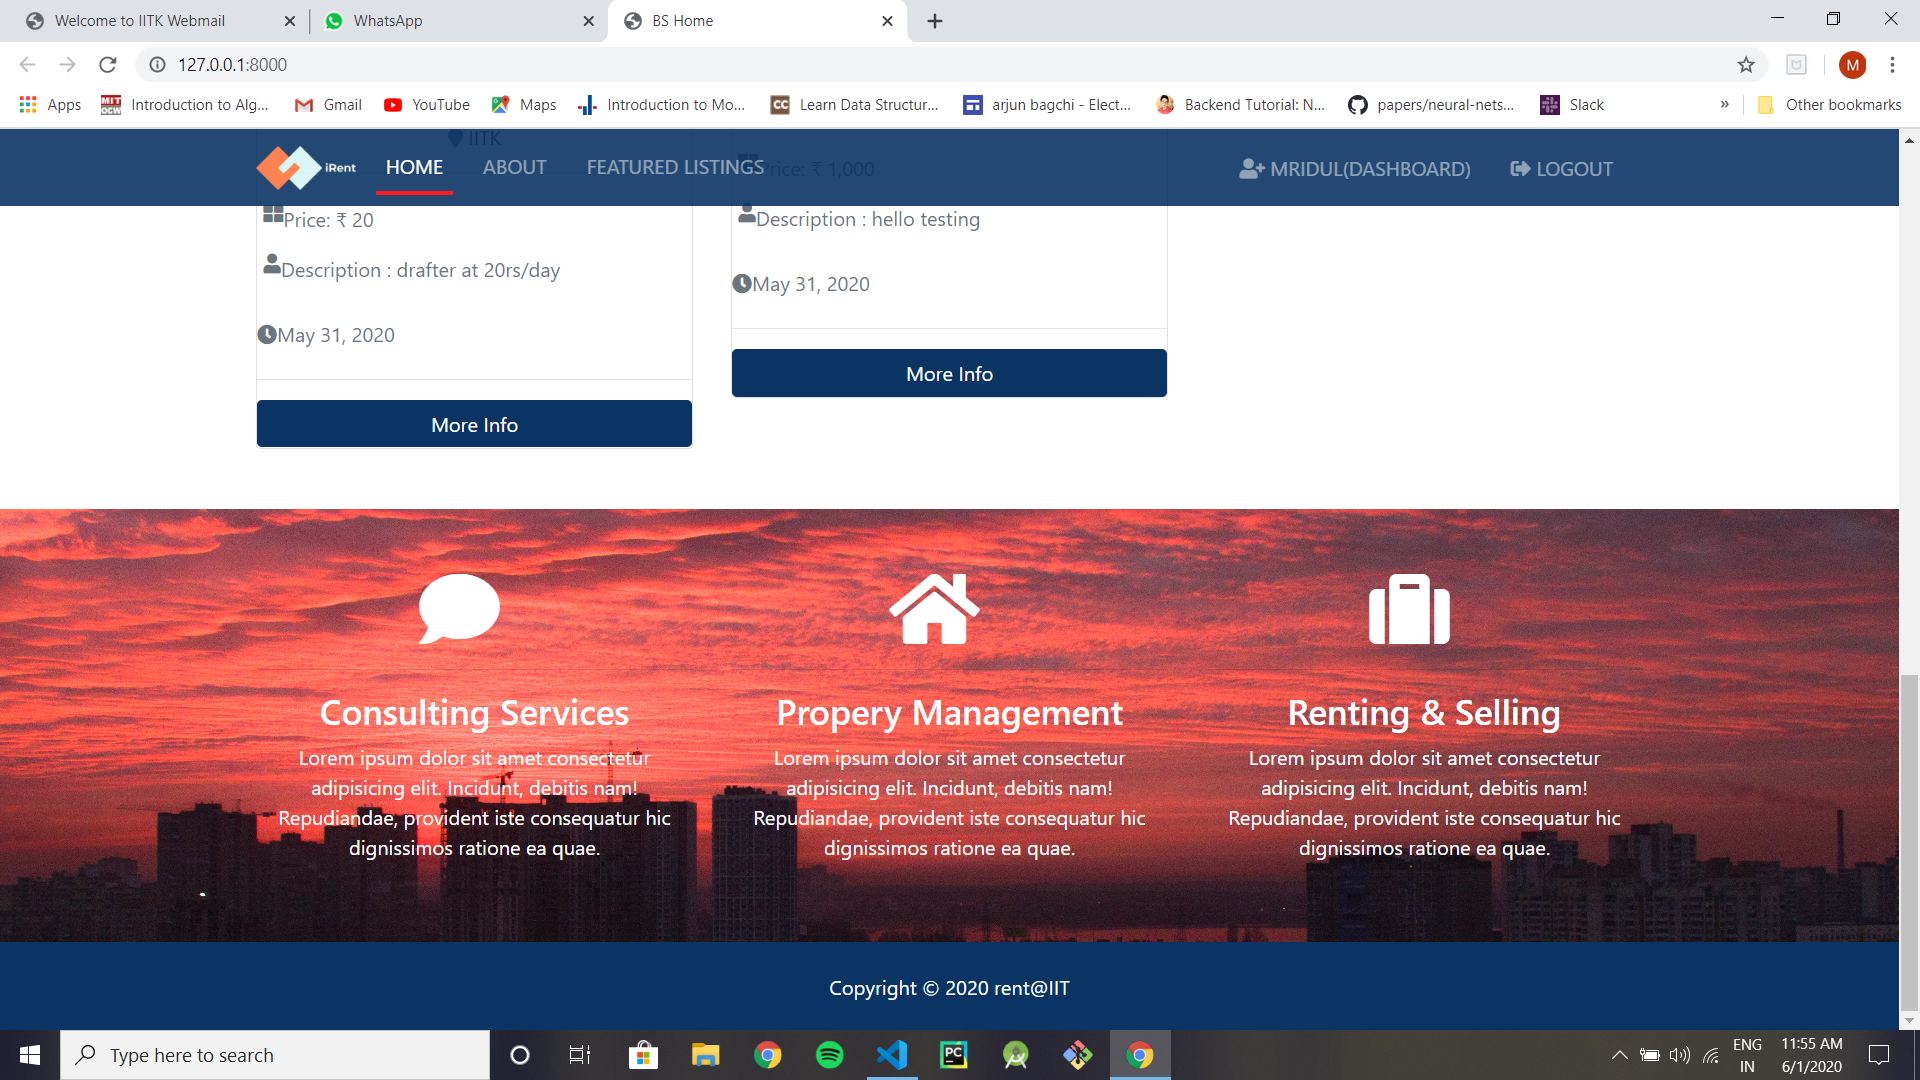 Welcome to IITK Webmail
WhatsApp
BS Home
127.0.0.1:8000
M
Apps
MIT
OCW
Introduction to Alg...
Gmail
YouTube
Maps
Introduction to Mo...
CC
Learn Data Structur...
arjun bagchi - Elect...
Backend Tutorial: N...
papers/neural-nets...
Slack
»
Other bookmarks
IITK
iRent
HOME
ABOUT
FEATURED LISTINGS
Price: ₹ 1,000
MRIDUL(DASHBOARD)
LOGOUT
Price: ₹ 20
Description : drafter at 20rs/day
May 31, 2020
More Info
Description : hello testing
May 31, 2020
More Info
Consulting Services
Lorem ipsum dolor sit amet consectetur
adipisicing elit. Incidunt, debitis nam!
Repudiandae, provident iste consequatur hic
dignissimos ratione ea quae.
Propery Management
Lorem ipsum dolor sit amet consectetur
adipisicing elit. Incidunt, debitis nam!
Repudiandae, provident iste consequatur hic
dignissimos ratione ea quae.
Renting & Selling
Lorem ipsum dolor sit amet consectetur
adipisicing elit. Incidunt, debitis nam!
Repudiandae, provident iste consequatur hic
dignissimos ratione ea quae.
Copyright © 2020 rent@IIT
Type here to search
PC
ENG
IN
11:55 AM
6/1/2020